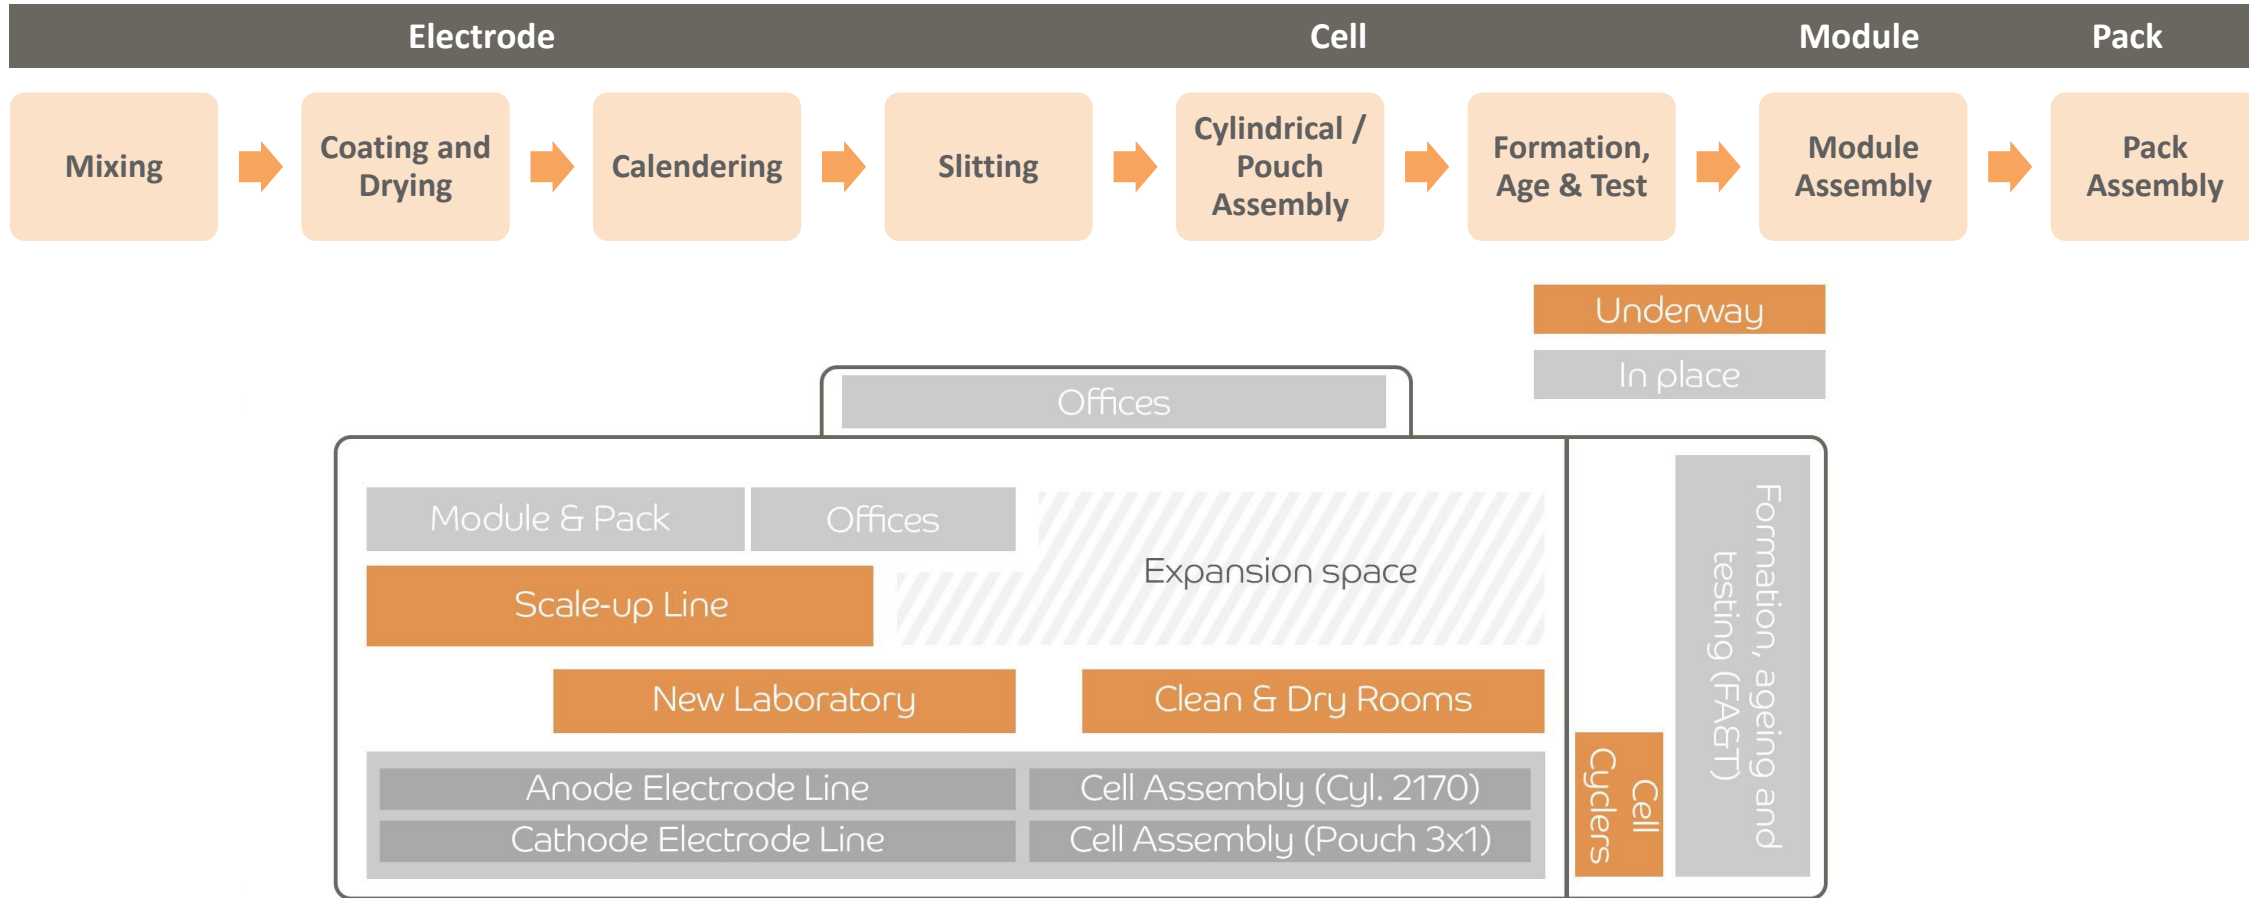 Electrode
Cell
Module
Pack
Mixing
Coating and
Drying
Calendering
Slitting
Cylindrical /
Pouch
Assembly
Formation,
Age & Test
Module
Assembly
Pack
Assembly
Underway
In place
Offices
Module & Pack
Offices
Expansion space
Scale-up Line
New Laboratory
Clean & Dry Rooms
Anode Electrode Line
Cell Assembly (Cyl. 2170)
Cathode Electrode Line
Cell Assembly (Pouch 3x1)
Cell
Cyclers
Formation, ageing and
testing (FA&T)